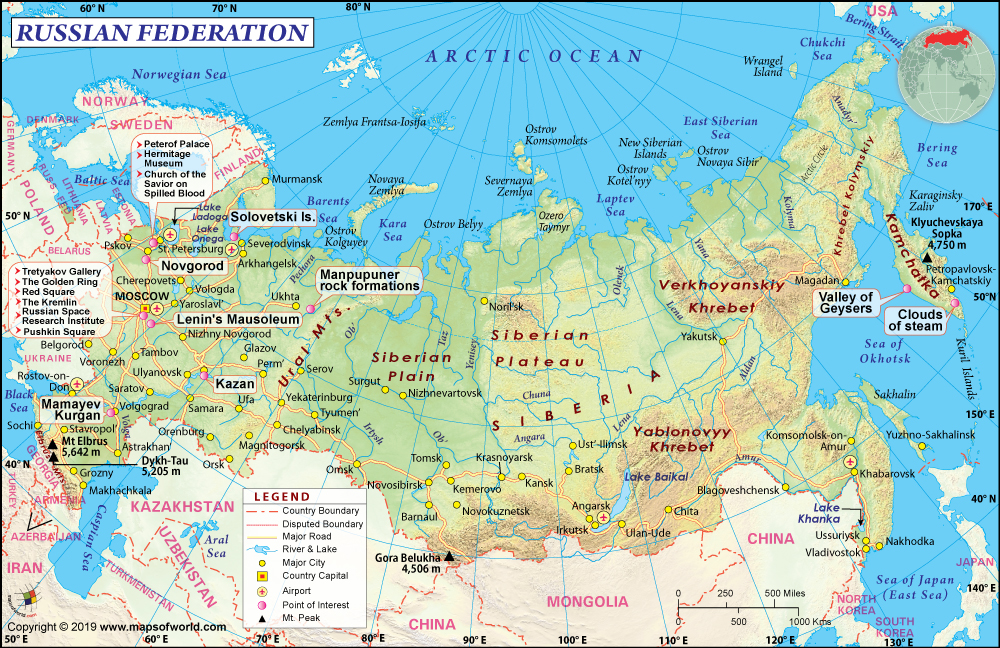 60° N
70° N
80° N
80° N
70° N
60° N
USA
Bering Strait
RUSSIAN FEDERATION
ARCTIC OCEAN
Chukchi
Sea
Wrangel
Island
Norwegian Sea
NORWAY
SWEDEN
DENMARK
GERMANY
FINLAND
POLAND
RUS. FED.
LITHUANIA
LATVIA
ESTONIA
BELARUS
Baltic Sea
50° N
Peterof Palace
Hermitage
Museum
Church of the
Savior on
Spilled Blood
Zemlya Frantsa-Iosifa
Ostrov
Komsomolets
East Siberian
Sea
New Siberian
Islands
Ostrov
Novaya Sibir'
Ostrov
Kotel'nyy
Severnaya
Zemlya
Laptev
Sea
Novaya
Zemlya
Barents
Sea
Kara
Sea
Ostrov Belyy
Ostrov
Kolguyev
Ozero
Taymyr
Anadyr'
Arctic Circle
Bering
Sea
Karaginsky
Zaliv
170° E
Klyuchevskaya
Sopka
4,750 m
Petropavlovsk-
Kamchatskiy
Kamchatka
Khrebet Kolymskiy
Kolyma
Magadan
Valley of
Geysers
Clouds
of steam
50° N
Sea of
Okhotsk
Kuril Islands
Murmansk
Lake
Ladoga
Lake
Onega
Solovetski Is.
Pskov
St. Petersburg
Severodvinsk
Arkhangelsk
Novgorod
Pechora
Manpupuner
rock formations
Tretyakov Gallery
The Golden Ring
Red Square
The Kremlin
Russian Space
Research Institute
Pushkin Square
Cherepovets
Vologda
MOSCOW
Yaroslavl'
Ukhta
Lenin's Mausoleum
Nizhny Novgorod
Belgorod
UKRAINE
Voronezh
Tambov
Glazov
Perm'
Ural Mts.
Serov
Rostov-on-
Don
Ulyanovsk
Kazan
Saratov
Samara
Ufa
Yekaterinburg
Tyumen'
Black
Sea
Mamayev
Kurgan
Volgograd
Volga
Sochi
Stavropol'
Orenburg
Chelyabinsk
Magnitogorsk
Orsk
Mt Elbrus
5,642 m
Astrakhan'
Dykh-Tau
5,205 m
40° N
Grozny
Makhachkala
GEORGIA
TURKEY
ARMENIA
AZERBAIJAN
IRAN
Caspian Sea
KAZAKHSTAN
UZBEKISTAN
TURKMENISTAN
Aral
Sea
Ob'
Taz
Yenisey
Noril'sk
Siberian
Plateau
Siberian
Plain
Surgut
Nizhnevartovsk
Irtysh
Ob'
Omsk
Tomsk
Novosibirsk
Kemerovo
Barnaul
Novokuznetsk
Krasnoyarsk
Kansk
Chuna
Angara
SIBERIA
Olenek
Yana
Lena
Verkhoyanskiy
Khrebet
Yakutsk
Aldan
Lena
Yablonovyy
Khrebet
Ust'-Ilimsk
Bratsk
Lake Baikal
Angarsk
Irkutsk
Ulan-Ude
Chita
Blagoveshchensk
Amur
Komsomolsk-on-
Amur
Khabarovsk
Sakhalin
Yuzhno-Sakhalinsk
150° E
Lake
Khanka
Ussuriysk
Vladivostok
Nakhodka
CHINA
JAPAN
Sea of Japan
(East Sea)
140° E
NORTH
KOREA
SOUTH
KOREA
Gora Belukha
4,506 m
MONGOLIA
CHINA
LEGEND
Country Boundary
Disputed Boundary
Major Road
River & Lake
Major City
Country Capital
Airport
Point of Interest
Mt. Peak
0 250 500 Miles
0 500 1000 Kms
Copyright © 2019 www.mapsofworld.com
50° E
60° E
70° E
80° E
90° E
100° E
110° E
120° E
130° E